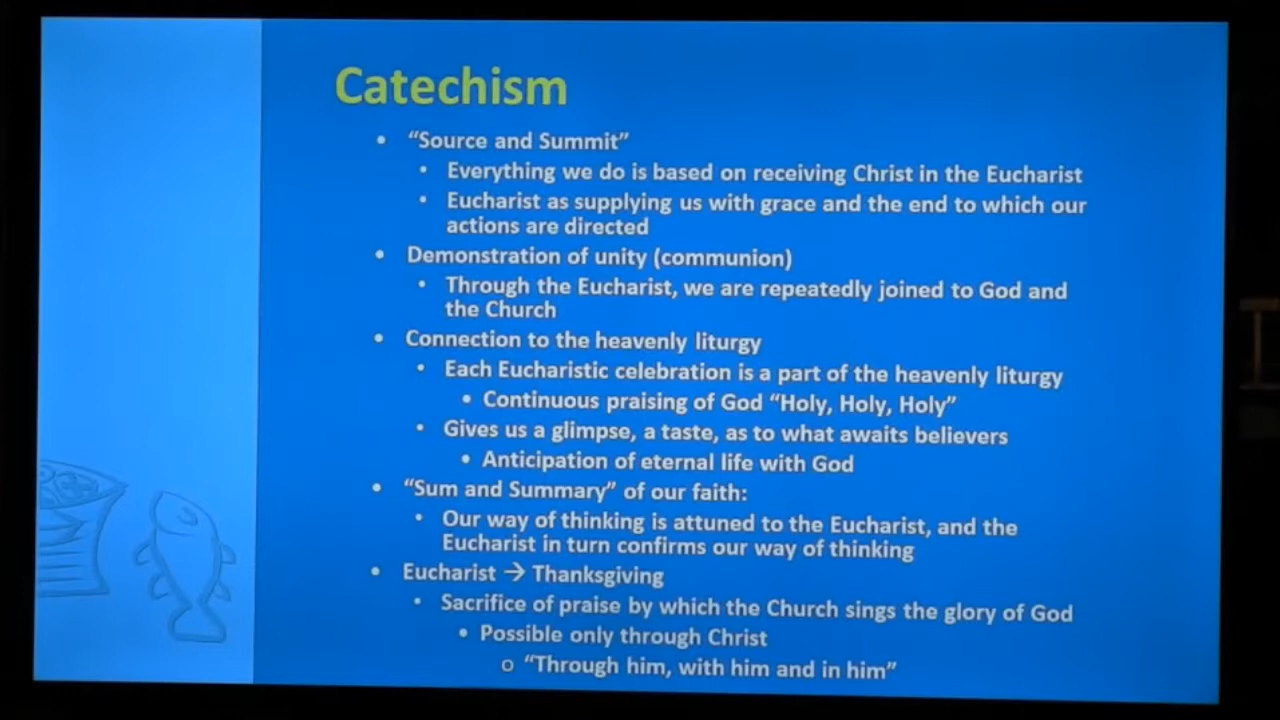 Catechism
• “Source and Summit”
• Everything we do is based on receiving Christ in the Eucharist
• Eucharist as supplying us with grace and the end to which our
actions are directed
• Demonstration of unity (communion)
• Through the Eucharist, we are repeatedly joined to God and
the Church
• Connection to the heavenly liturgy
• Each Eucharistic celebration is a part of the heavenly liturgy
• Continuous praising of God “Holy, Holy, Holy”
• Gives us a glimpse, a taste, as to what awaits believers
• Anticipation of eternal life with God
• “Sum and Summary” of our faith:
• Our way of thinking is attuned to the Eucharist, and the
Eucharist in turn confirms our way of thinking
• Eucharist → Thanksgiving
• Sacrifice of praise by which the Church sings the glory of God
• Possible only through Christ
o “Through him, with him and in him”